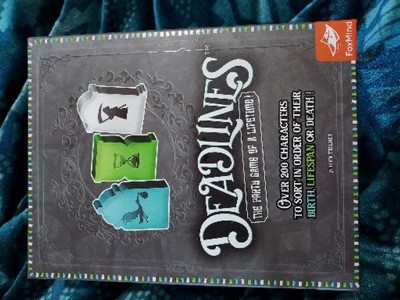 FoxMind
DEADLINES™
THE PARTY GAME OF A LIFETIME!
OVER 200 CHARACTERS
TO SORT IN ORDER OF THEIR
BIRTH, LIFESPAN OR DEATH!